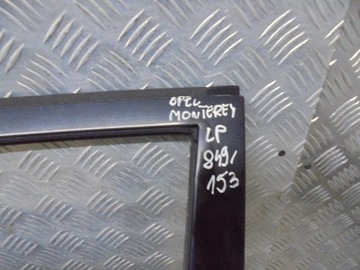 OPEL
MONTEREY
LP
849/
153